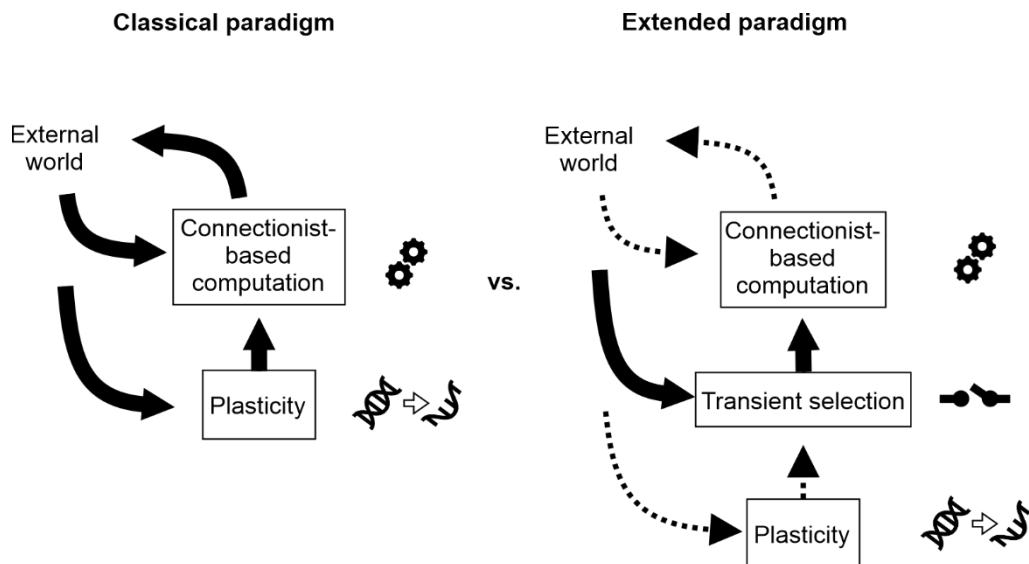 Classical paradigm
External
world
Connectionist-
based
computation
Plasticity
vs.
Extended paradigm
External
world
Connectionist-
based
computation
Transient selection
Plasticity